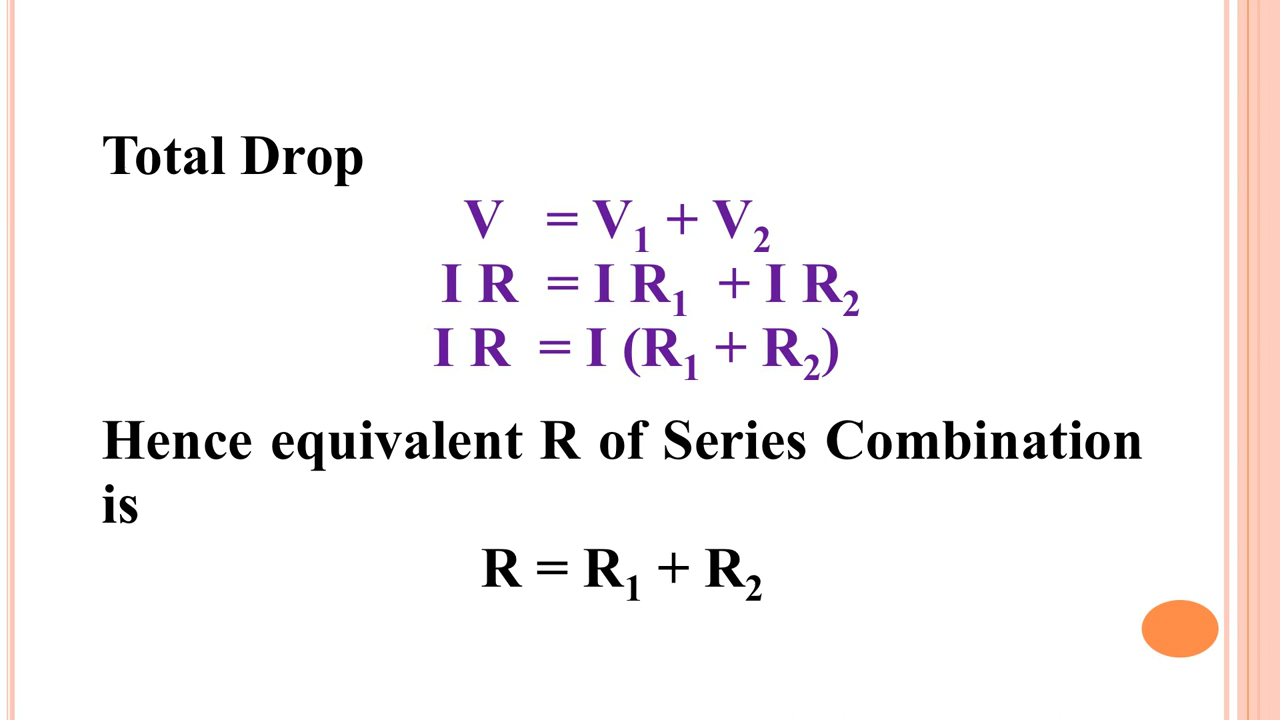 Total Drop
V = V₁ + V₂
I R = I R₁ + I R₂
I R = I (R₁ + R₂)
Hence equivalent R of Series Combination
is
R = R₁ + R₂